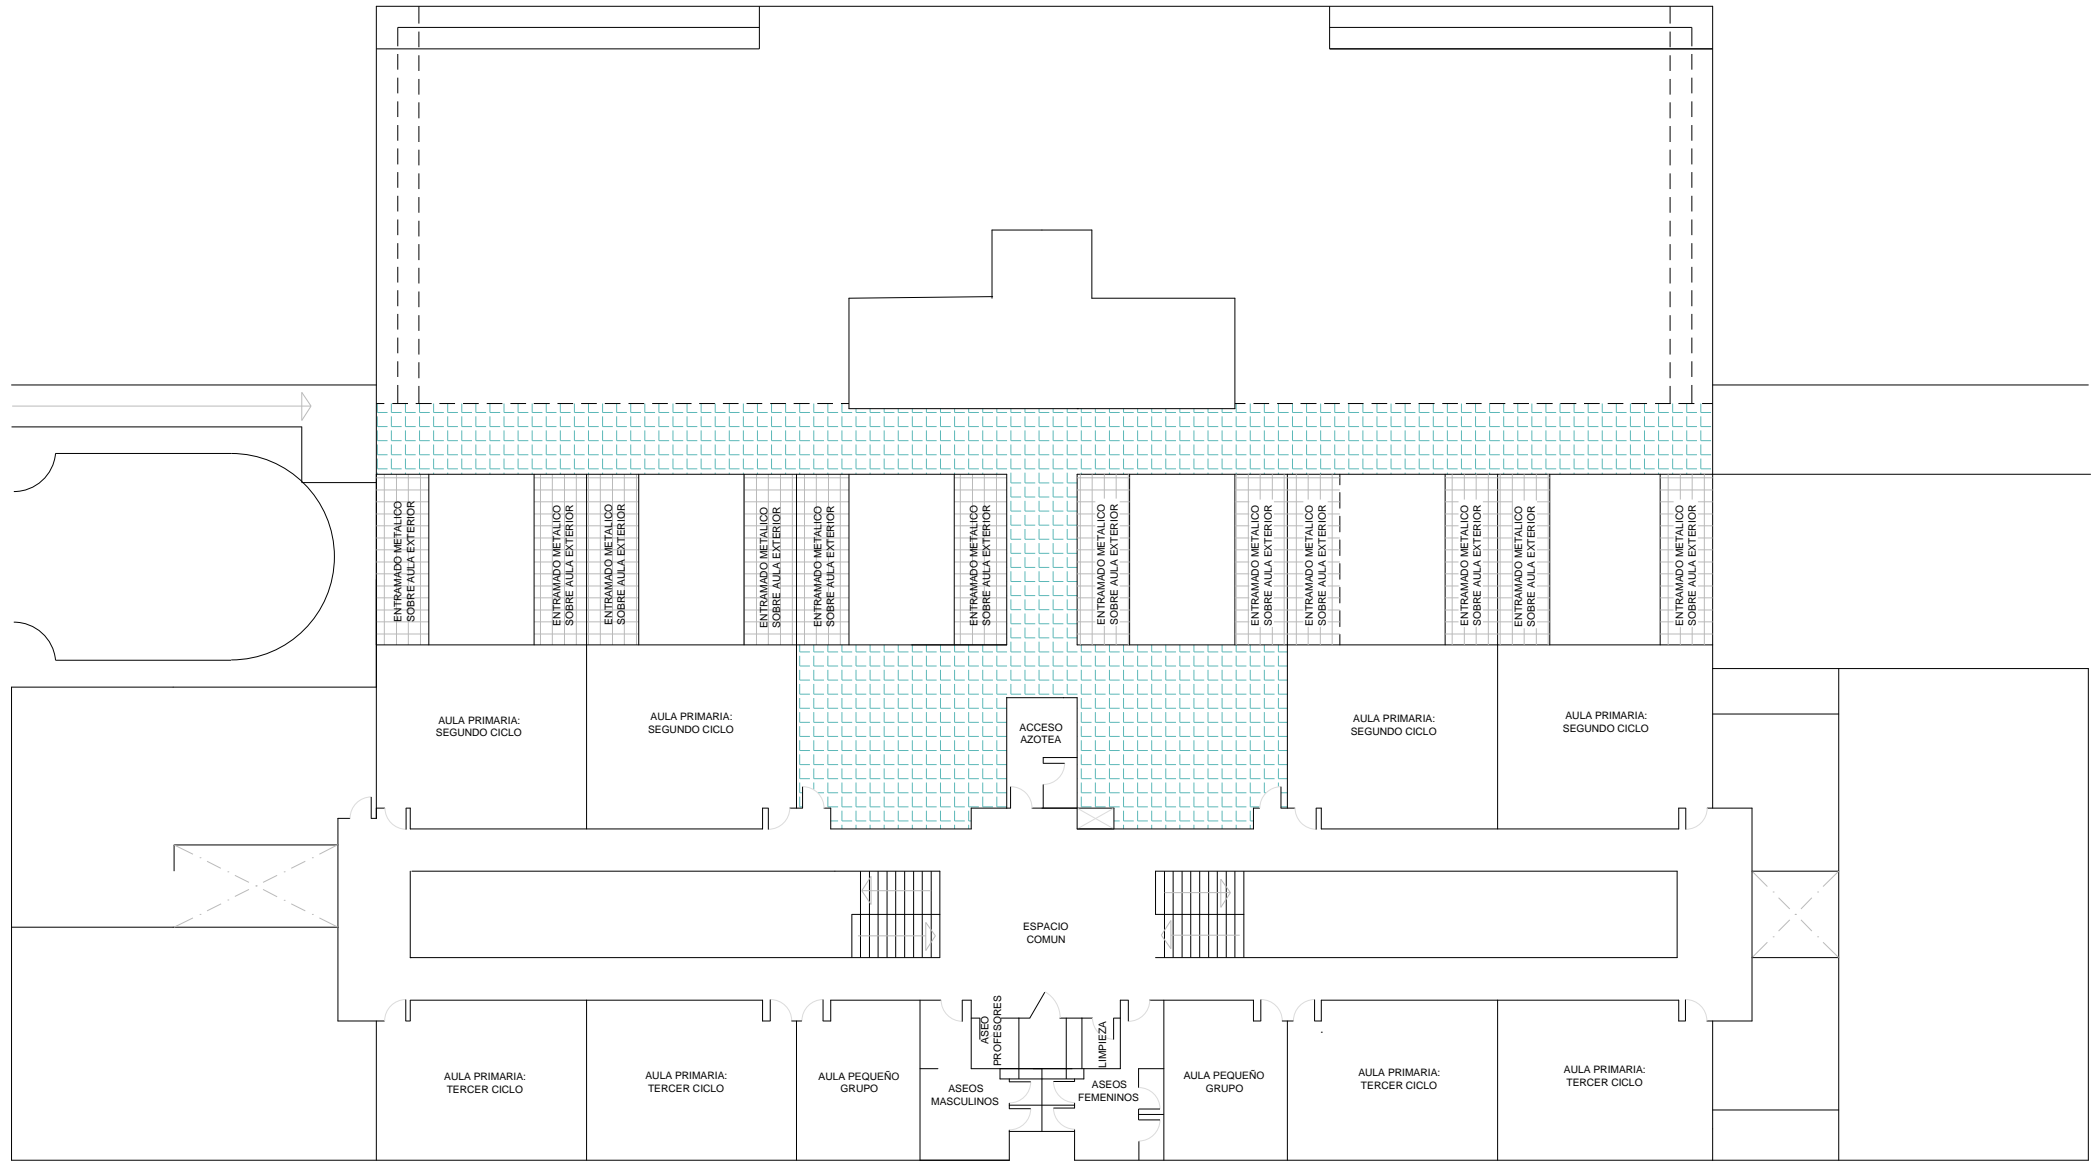 ENTRAMADO METALICO
SOBRE AULA EXTERIOR
ENTRAMADO METALICO
SOBRE AULA EXTERIOR
ENTRAMADO METALICO
SOBRE AULA EXTERIOR
ENTRAMADO METALICO
SOBRE AULA EXTERIOR
ENTRAMADO METALICO
SOBRE AULA EXTERIOR
ENTRAMADO METALICO
SOBRE AULA EXTERIOR
ENTRAMADO METALICO
SOBRE AULA EXTERIOR
ENTRAMADO METALICO
SOBRE AULA EXTERIOR
ENTRAMADO METALICO
SOBRE AULA EXTERIOR
ENTRAMADO METALICO
SOBRE AULA EXTERIOR
ENTRAMADO METALICO
SOBRE AULA EXTERIOR
ENTRAMADO METALICO
SOBRE AULA EXTERIOR
AULA PRIMARIA:
SEGUNDO CICLO
AULA PRIMARIA:
SEGUNDO CICLO
ACCESO
AZOTEA
AULA PRIMARIA:
SEGUNDO CICLO
AULA PRIMARIA:
SEGUNDO CICLO
ESPACIO
COMUN
ASEO
PROFESORES
LIMPIEZA
AULA PRIMARIA:
TERCER CICLO
AULA PRIMARIA:
TERCER CICLO
AULA PEQUEÑO
GRUPO
ASEOS
MASCULINOS
ASEOS
FEMENINOS
AULA PEQUEÑO
GRUPO
AULA PRIMARIA:
TERCER CICLO
AULA PRIMARIA:
TERCER CICLO